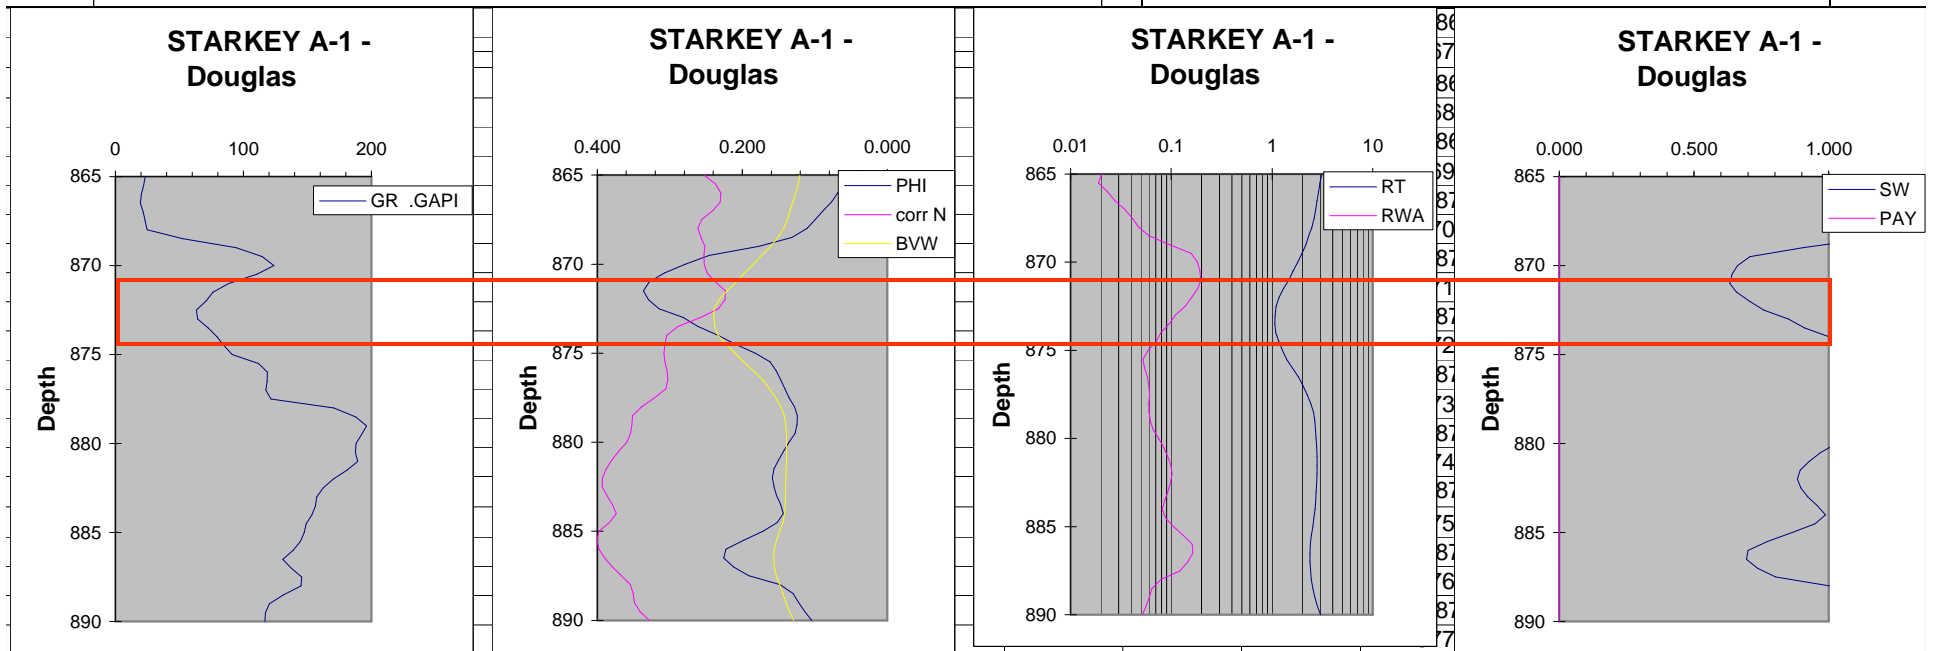 STARKEY A-1 -
Douglas
0 100 200
865
870
875
880
885
890
Depth
GR .GAPI
STARKEY A-1 -
Douglas
0.400 0.200 0.000
865
870
875
880
885
890
Depth
PHI
corr N
BVW
STARKEY A-1 -
Douglas
0.01 0.1 1 10
865
870
875
880
885
890
Depth
RT
RWA
STARKEY A-1 -
Douglas
0.000 0.500 1.000
865
870
875
880
885
890
Depth
SW
PAY